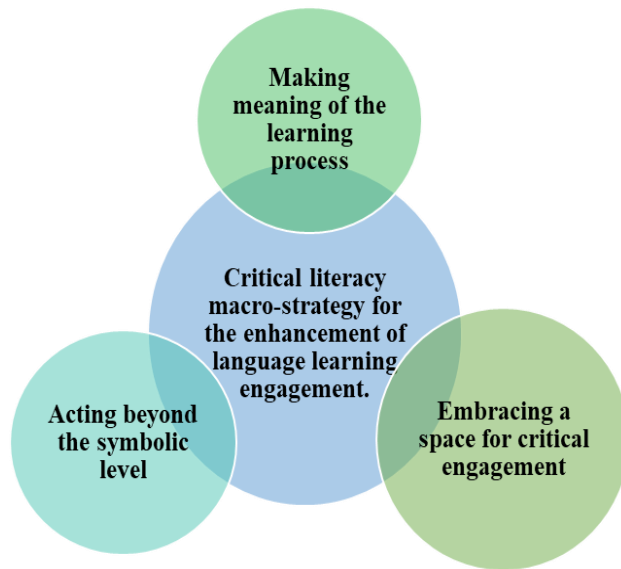 Making
meaning of the
learning
process
Critical literacy
macro-strategy for
the enhancement of
language learning
engagement.
Acting beyond
the symbolic
level
Embracing a
space for critical
engagement